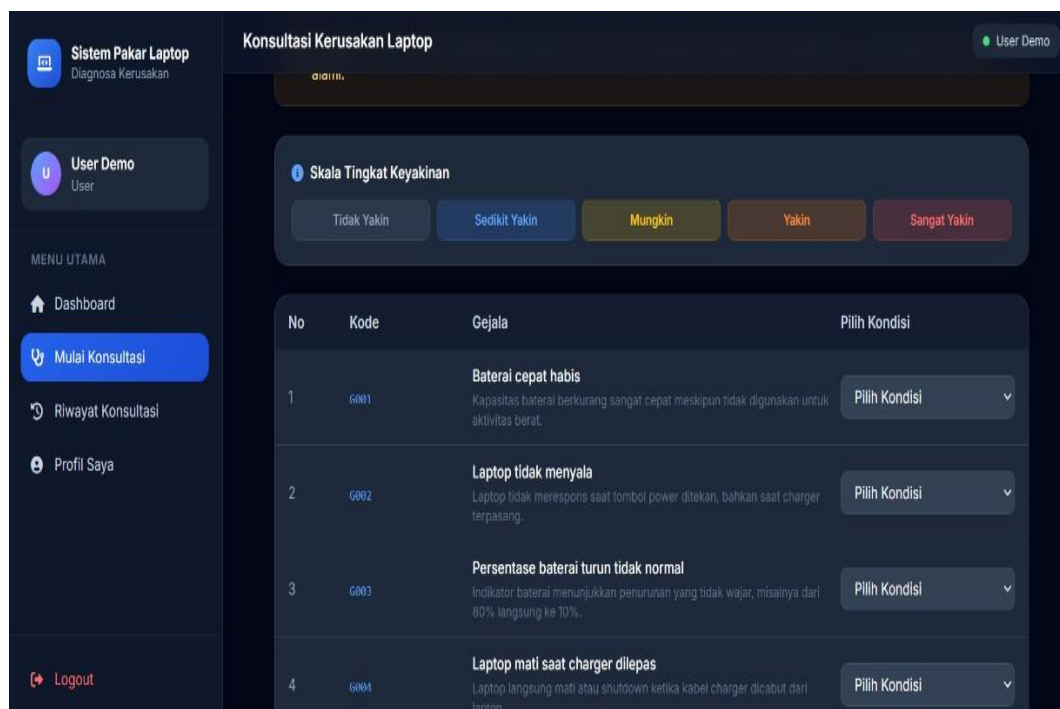 Sistem Pakar Laptop
Diagnosa Kerusakan
User Demo
U
User
MENU UTAMA
Dashboard
Mulai Konsultasi
Riwayat Konsultasi
Profil Saya
Logout
Konsultasi Kerusakan Laptop
User Demo
alami.
Skala Tingkat Keyakinan
Tidak Yakin
Sedikit Yakin
Mungkin
Yakin
Sangat Yakin
No Kode Gejala Pilih Kondisi
Baterai cepat habis
1 G001 Kapasitas baterai berkurang sangat cepat meskipun tidak digunakan untuk Pilih Kondisi
aktivitas berat.
Laptop tidak menyala
2 G002 Laptop tidak merespons saat tombol power ditekan, bahkan saat charger Pilih Kondisi
terpasang.
Persentase baterai turun tidak normal
3 G003 Indikator baterai menunjukkan penurunan yang tidak wajar, misalnya dari Pilih Kondisi
80% langsung ke 10%.
Laptop mati saat charger dilepas
4 G004 Laptop langsung mati atau shutdown ketika kabel charger dicabut dari Pilih Kondisi
laptop.